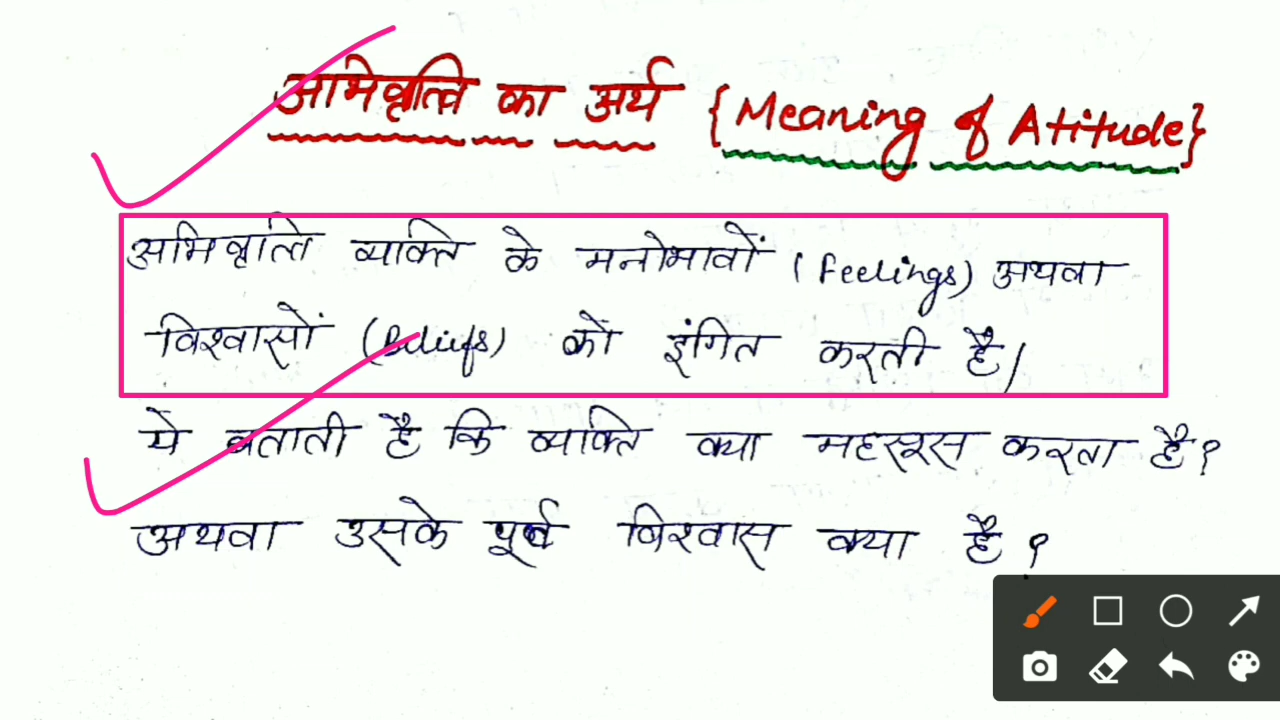 अभिवृत्ति का अर्थ {Meaning of Atitude}
अभिवृत्ति व्यक्ति के मनोभावों (Feelings) अथवा
विश्वासों (Beliefs) को इंगित करती है।
ये बताती है कि व्यक्ति क्या महसूस करता है?
अथवा उसके पूर्व विश्वास क्या है?